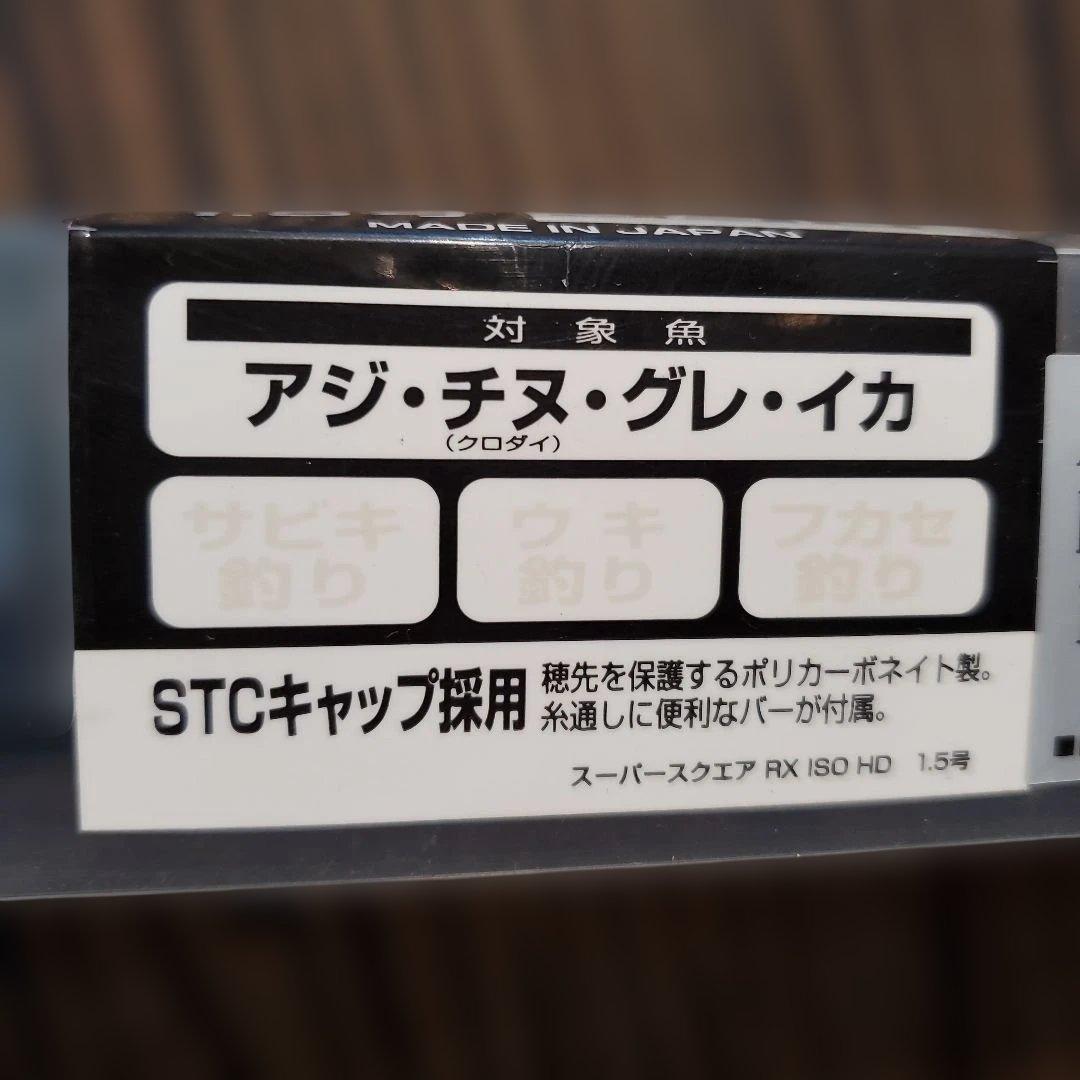 MADE IN JAPAN
対象魚
アジ・チヌ・グレ・イカ
(クロダイ)
サビキ
釣り
ウキ
釣り
フカセ
釣り
STCキャップ採用
穂先を保護するポリカーボネイト製。
糸通しに便利なバーが付属。
スーパースクエア RX ISO HD 1.5号